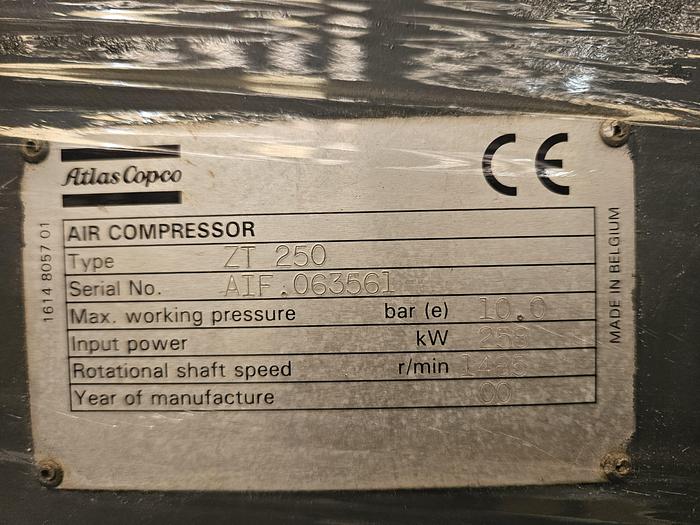 Atlas Copco
CE
AIR COMPRESSOR
Type ZT 250
Serial No. AIF.063561
Max. working pressure bar (e) 10.0
Input power kW 259
Rotational shaft speed r/min
Year of manufacture 00
1614 8057 01
MADE IN BELGIUM